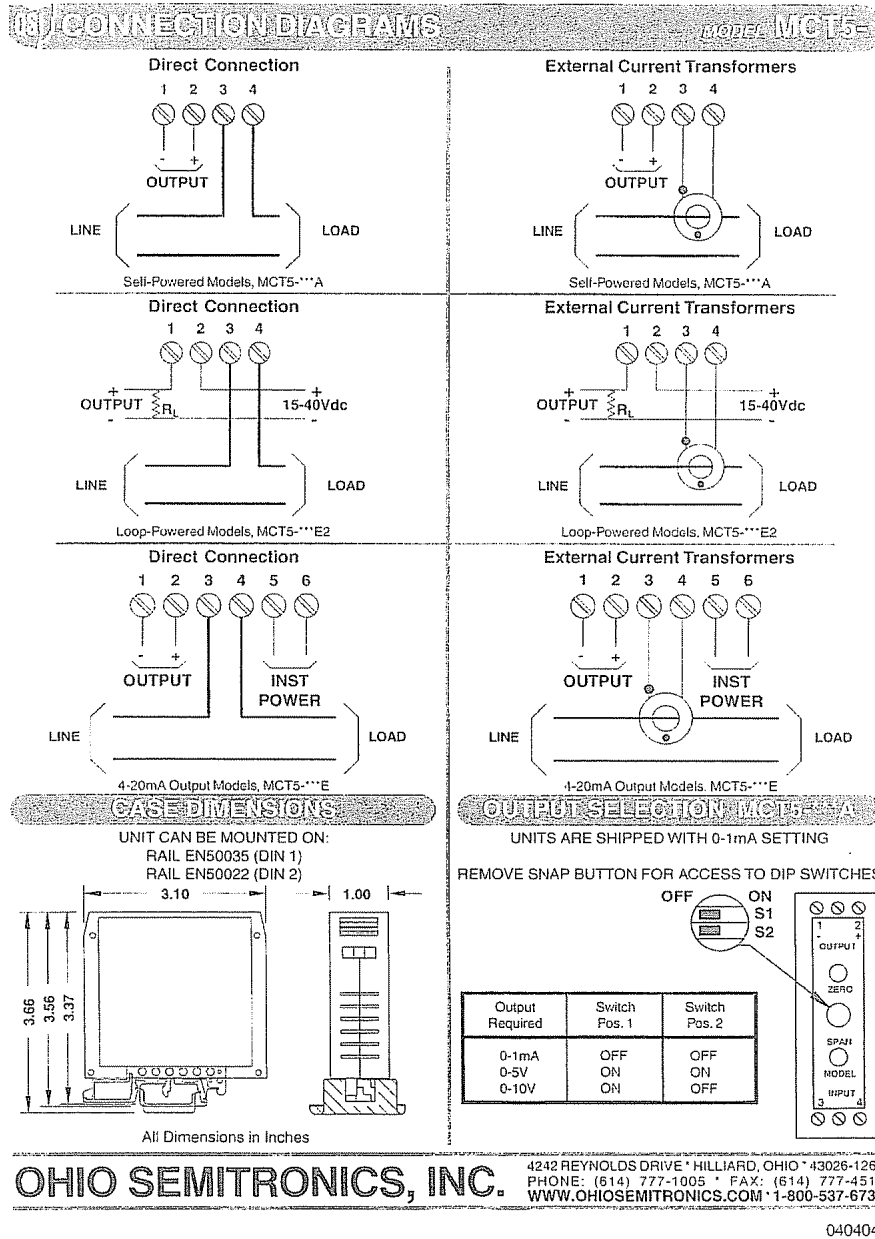 CONNECTION DIAGRAMS
MODEL MCT5-
Direct Connection
1 2 3 4
- +
OUTPUT
LINE
LOAD
Self-Powered Models, MCT5-***A
External Current Transformers
1 2 3 4
- +
OUTPUT
LINE
LOAD
Self-Powered Models, MCT5-***A
Direct Connection
1 2 3 4
+ +
OUTPUT RL 15-40Vdc
- -
LINE
LOAD
Loop-Powered Models, MCT5-***E2
External Current Transformers
1 2 3 4
+ +
OUTPUT RL 15-40Vdc
- -
LINE
LOAD
Loop-Powered Models, MCT5-***E2
Direct Connection
1 2 3 4 5 6
- +
OUTPUT
INST
POWER
LINE
LOAD
4-20mA Output Models, MCT5-***E
External Current Transformers
1 2 3 4 5 6
- +
OUTPUT
INST
POWER
LINE
LOAD
4-20mA Output Models. MCT5-***E
CASE DIMENSIONS
UNIT CAN BE MOUNTED ON:
RAIL EN50035 (DIN 1)
RAIL EN50022 (DIN 2)
3.10
1.00
3.66
3.56
3.37
All Dimensions in Inches
OUTPUT SELECTION MCT5-***A
UNITS ARE SHIPPED WITH 0-1mA SETTING
REMOVE SNAP BUTTON FOR ACCESS TO DIP SWITCHES
OFF ON
S1
S2
1 2
- +
OUTPUT
ZERO
SPAN
MODEL
INPUT
3 4
Output Required Switch Pos. 1 Switch Pos. 2
0-1mA OFF OFF
0-5V ON ON
0-10V ON OFF
OHIO SEMITRONICS, INC.
4242 REYNOLDS DRIVE * HILLIARD, OHIO * 43026-126
PHONE: (614) 777-1005 * FAX: (614) 777-451
WWW.OHIOSEMITRONICS.COM * 1-800-537-673
040404